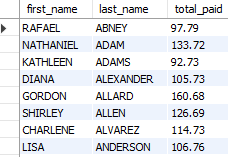 first_name last_name total_paid
RAFAEL ABNEY 97.79
NATHANIEL ADAM 133.72
KATHLEEN ADAMS 92.73
DIANA ALEXANDER 105.73
GORDON ALLARD 160.68
SHIRLEY ALLEN 126.69
CHARLENE ALVAREZ 114.73
LISA ANDERSON 106.76